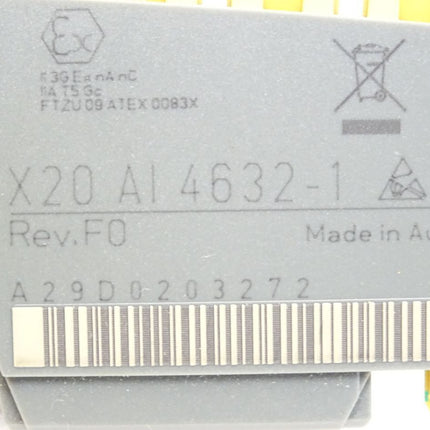 Ex
II 3G Ex nA nC
IIA T5 Gc
FTZU 09 ATEX 0083X
X20 AI 4632-1
Rev.F0
Made in
A29D0203272